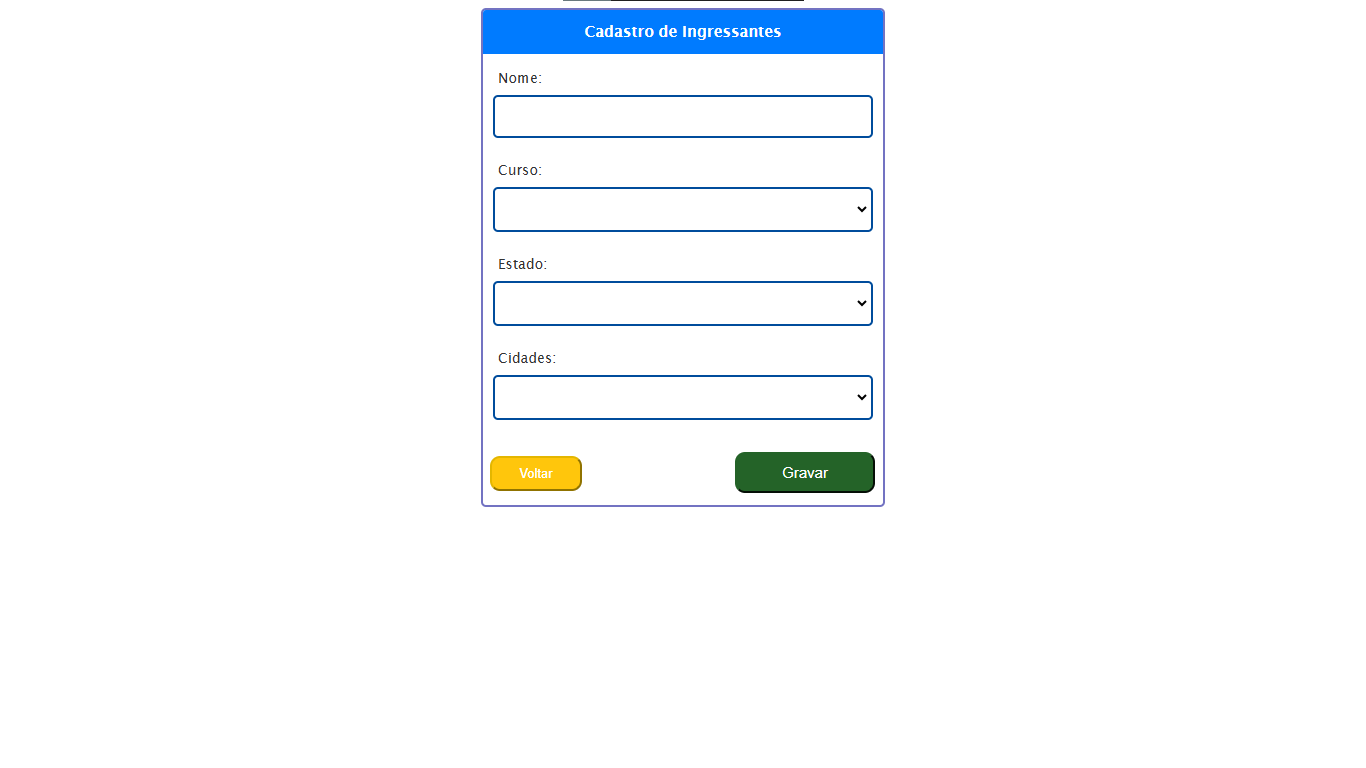 Cadastro de Ingressantes
Nome:
Curso:
Estado:
Cidades:
Voltar
Gravar